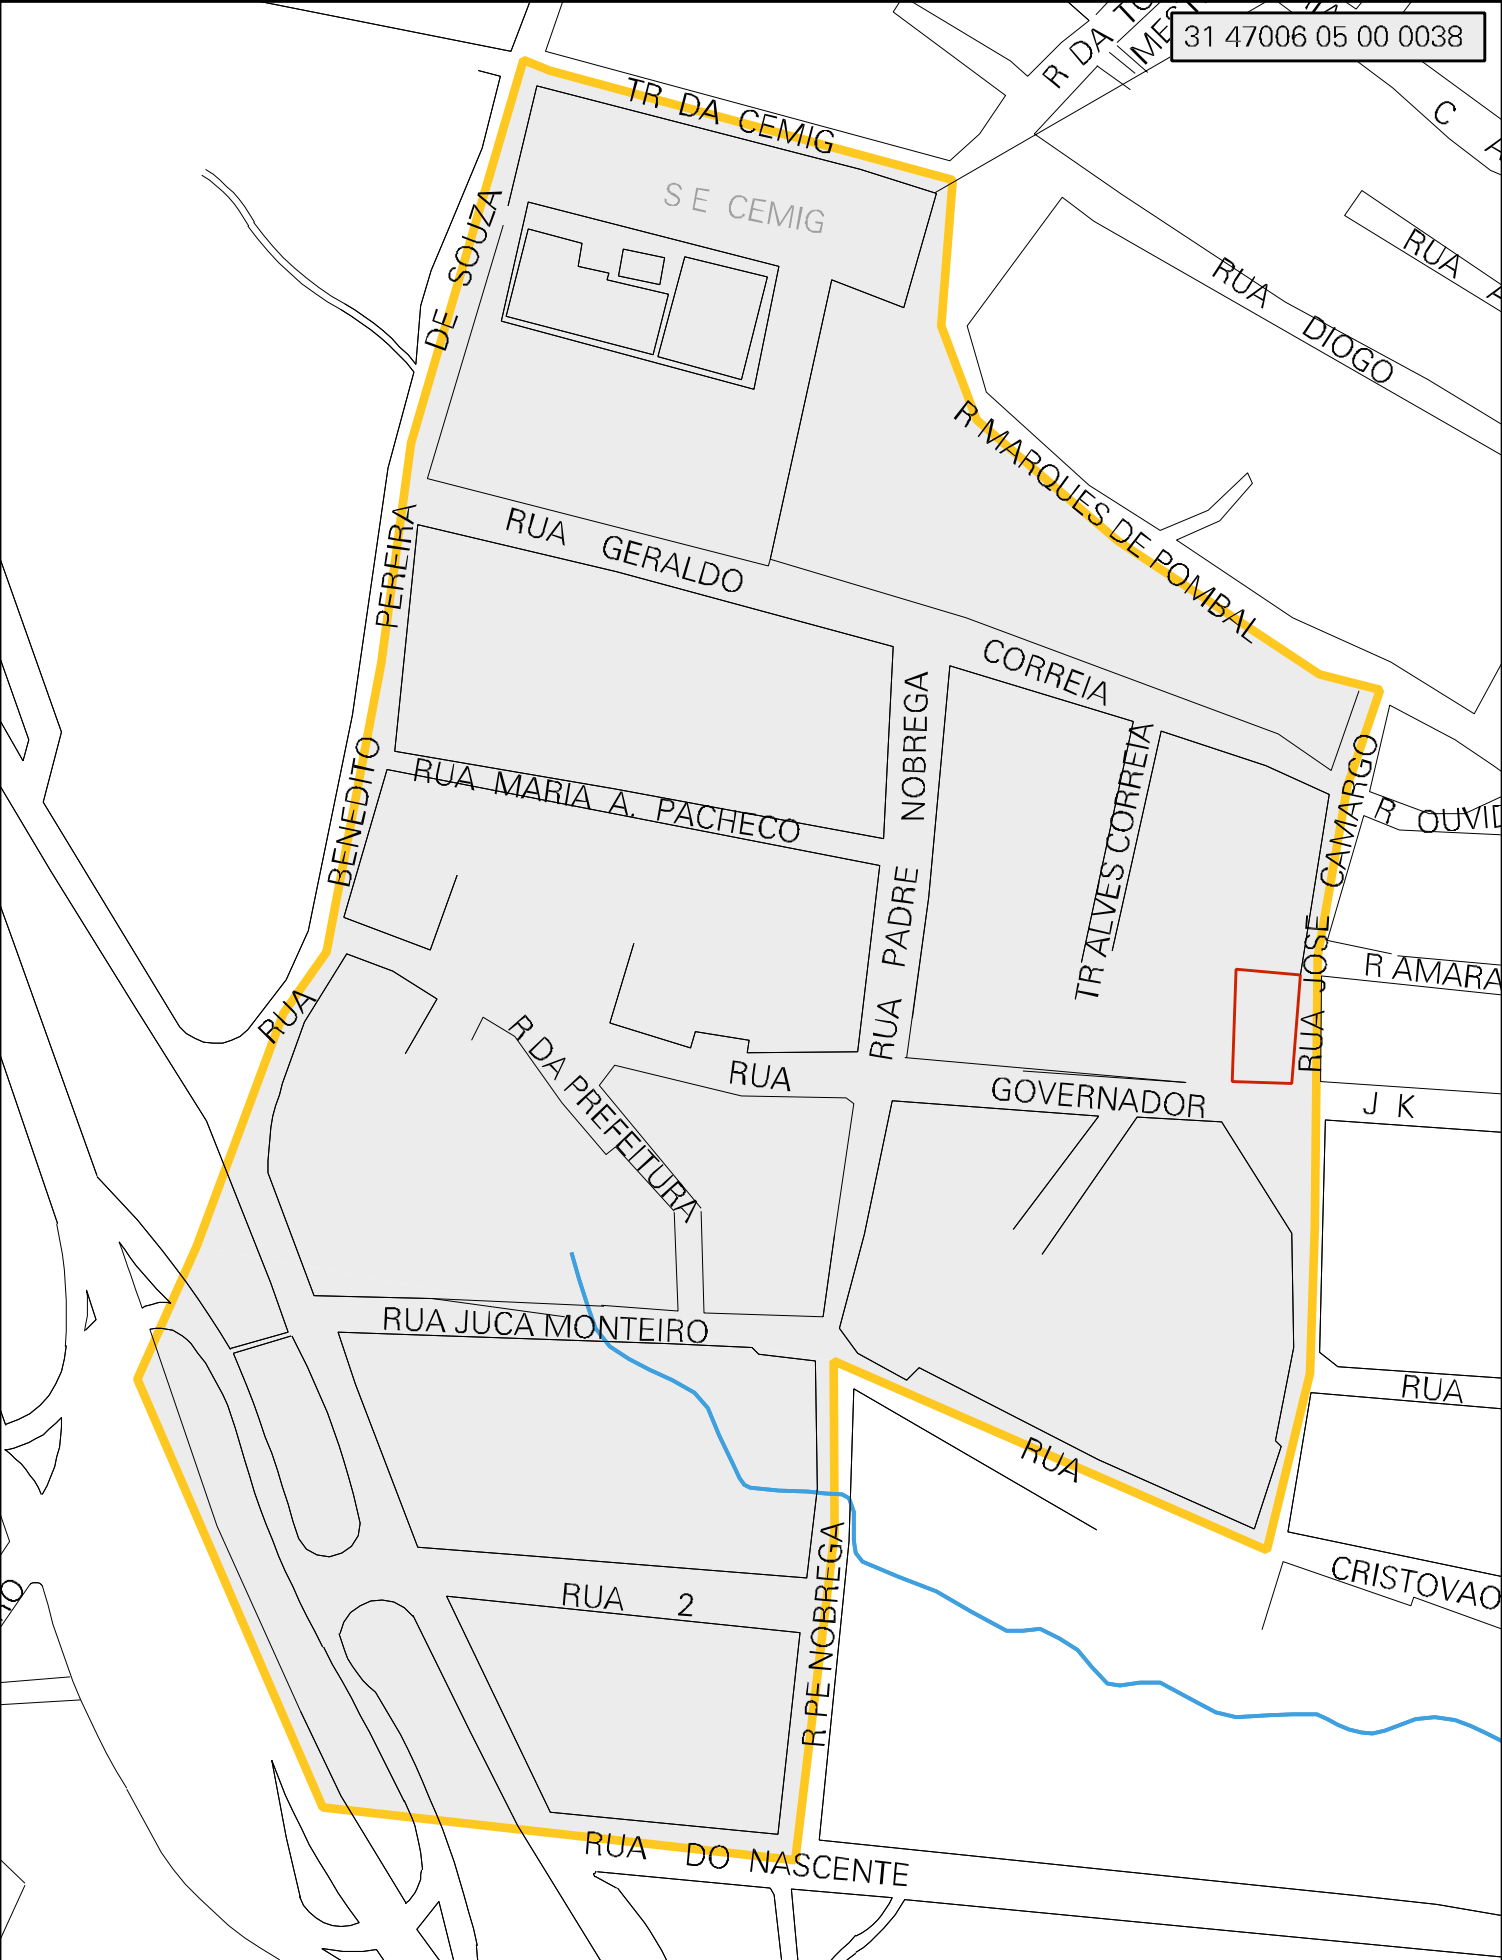 31 47006 05 00 0038
R DA
TR DA CEMIG
C A
S E CEMIG
RUA
RUA DIOGO
R MARQUES DE POMBAL
RUA GERALDO CORREIA
RUA BENEDITO PEREIRA DE SOUZA
RUA MARIA A. PACHECO
RUA PADRE NOBREGA
TR ALVES CORREIA
RUA JOSE CAMARGO
R
R
RUA GOVERNADOR
J K
R DA PREFEITURA
RUA JUCA MONTEIRO
RUA
RUA CRISTOVAO
RUA 2
R PE NOBREGA
RUA DO NASCENTE